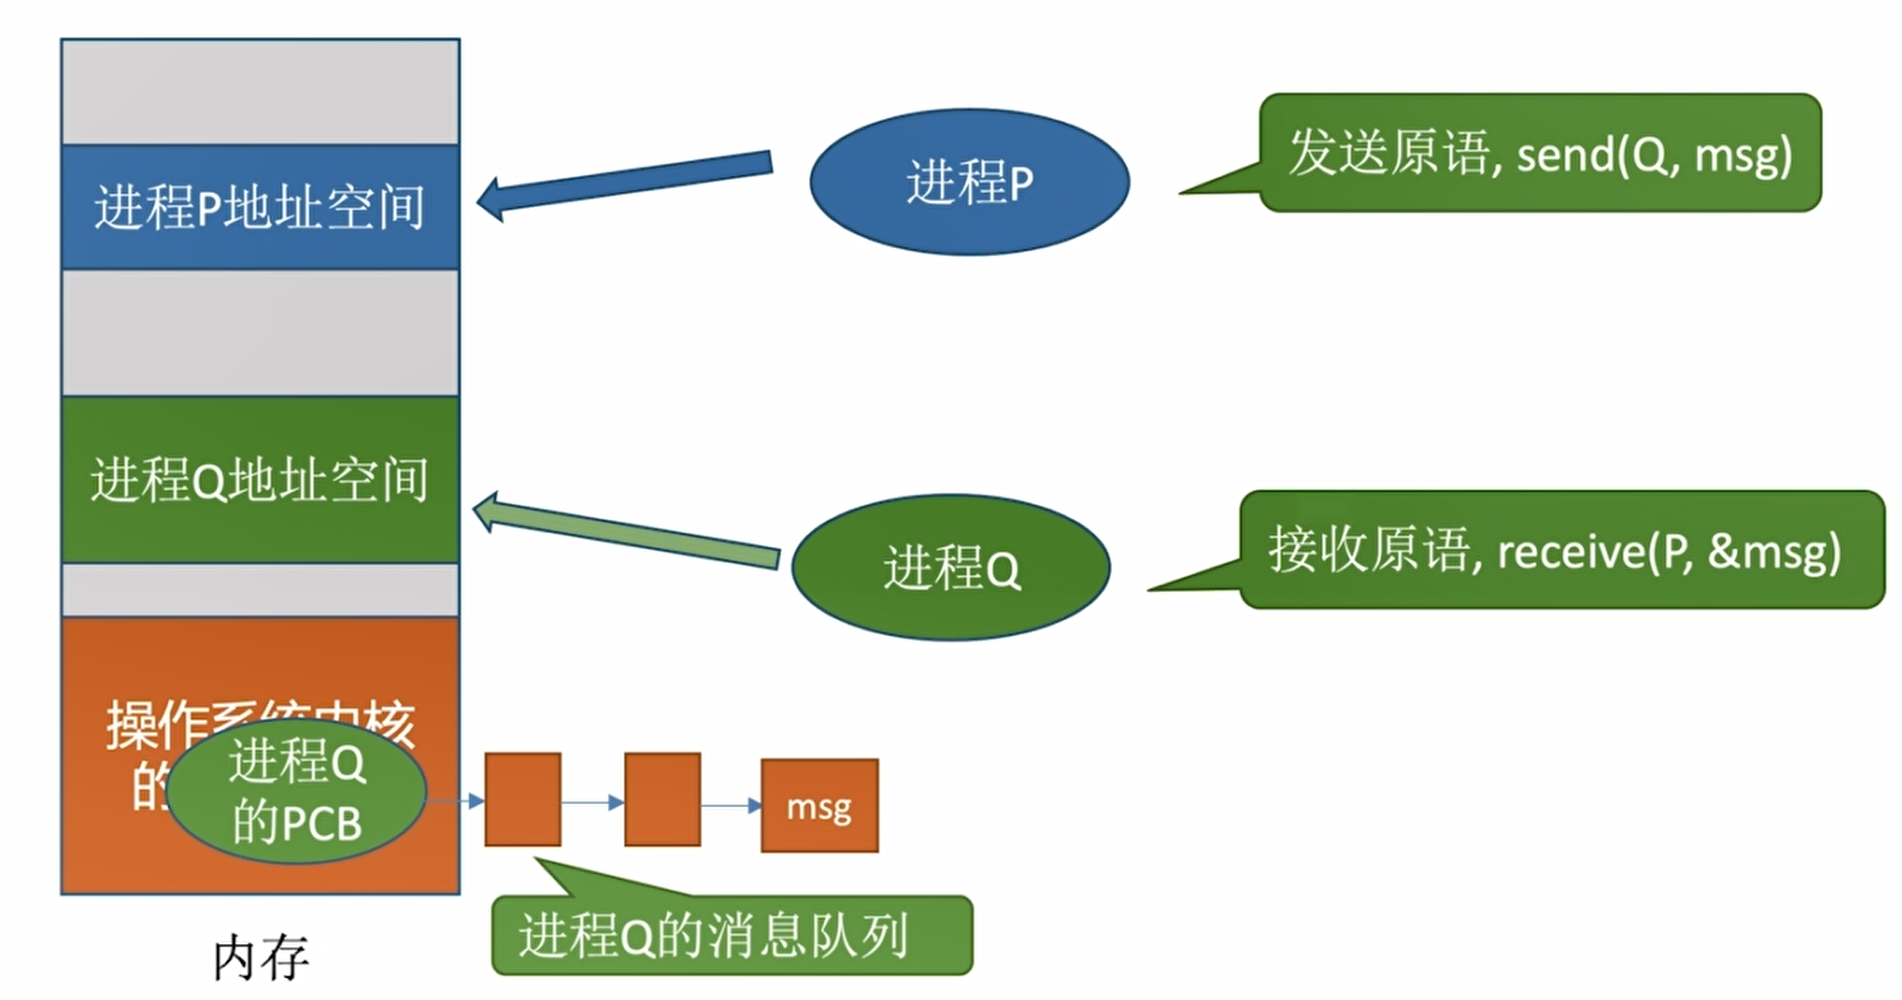 进程P地址空间
进程P
发送原语, send(Q, msg)
进程Q地址空间
进程Q
接收原语, receive(P, &msg)
操作系统内核
的
进程Q
的PCB
msg
进程Q的消息队列
内存